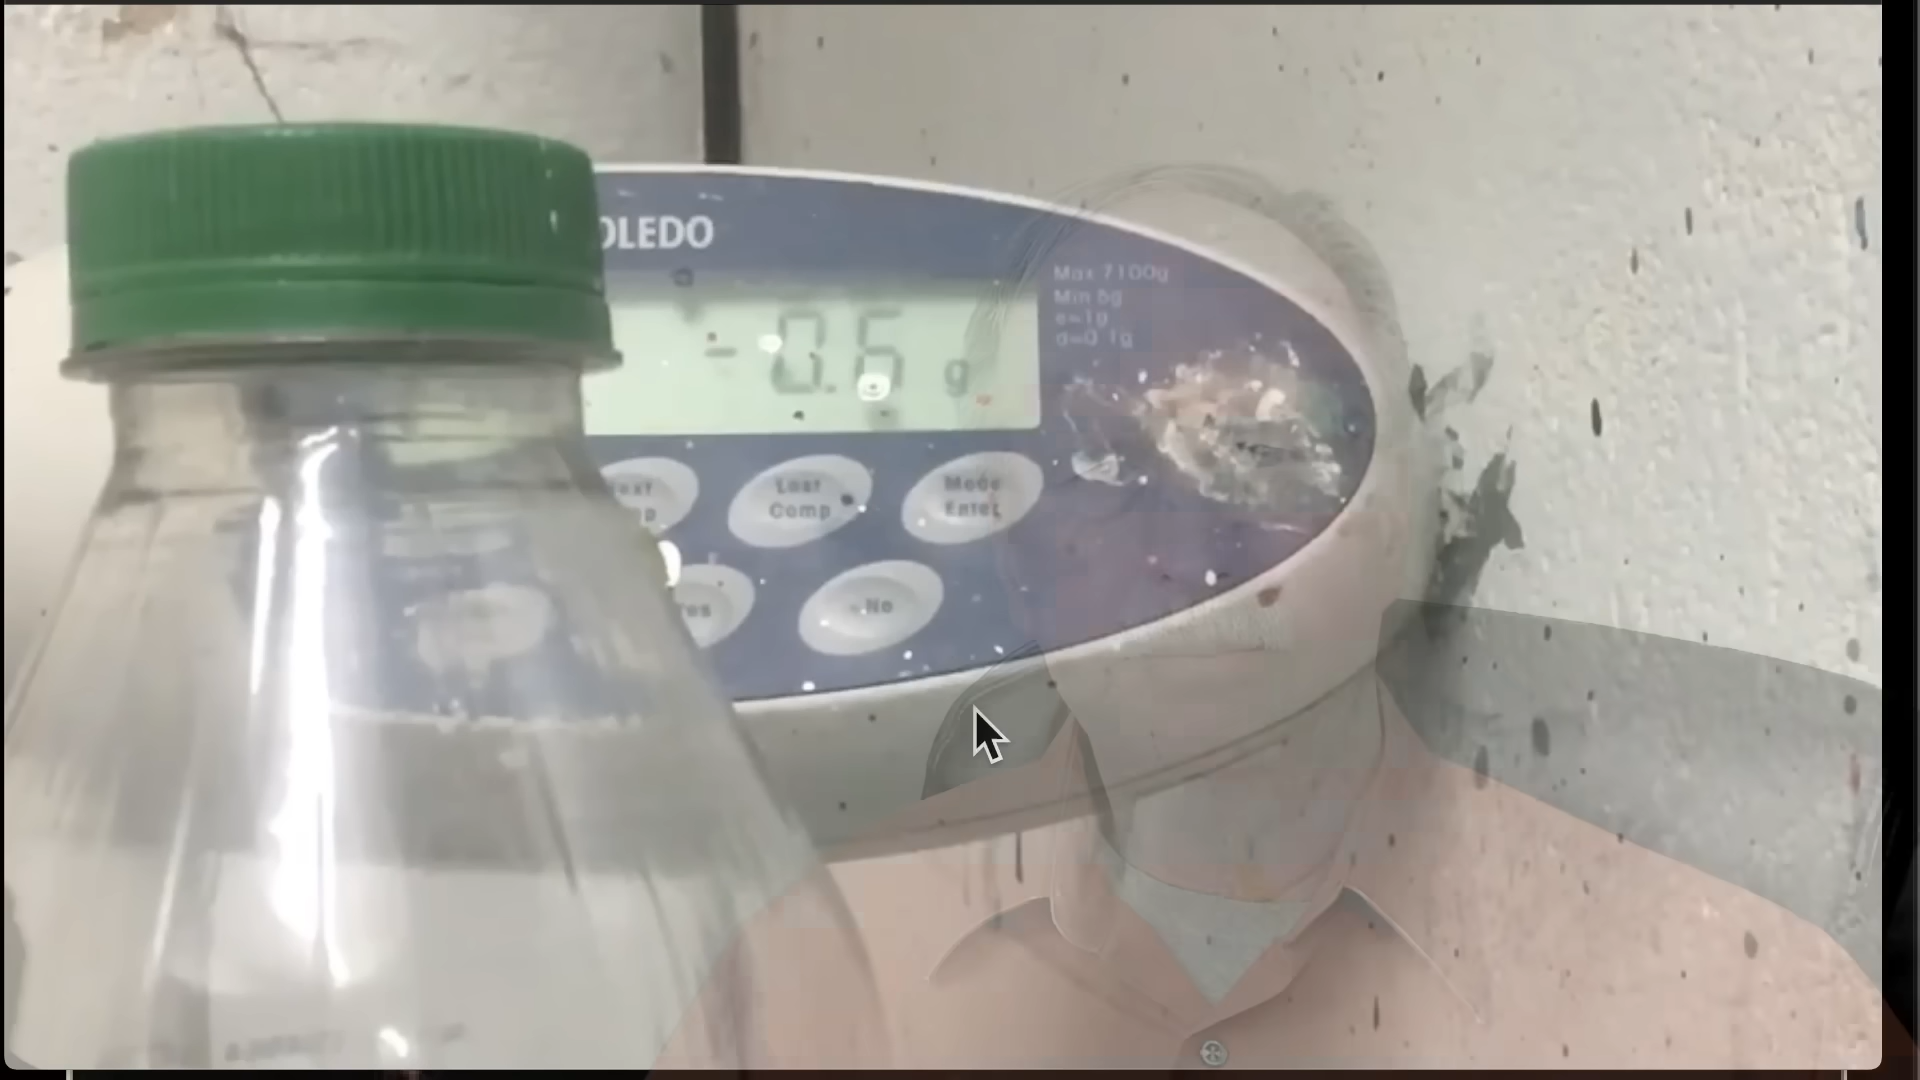 OLEDO
Max 7100g
Min 5g
e=1g
d=0.1g
-0.6 g
Last
Comp
Mode
Enter
No